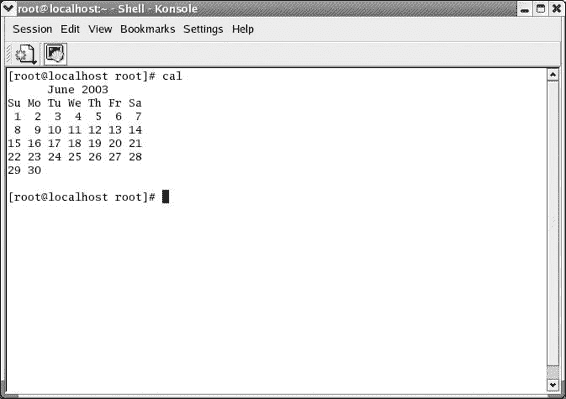 root@localhost:~ - Shell - Konsole
Session Edit View Bookmarks Settings Help
[root@localhost root]# cal
June 2003
Su Mo Tu We Th Fr Sa
1 2 3 4 5 6 7
8 9 10 11 12 13 14
15 16 17 18 19 20 21
22 23 24 25 26 27 28
29 30
[root@localhost root]#